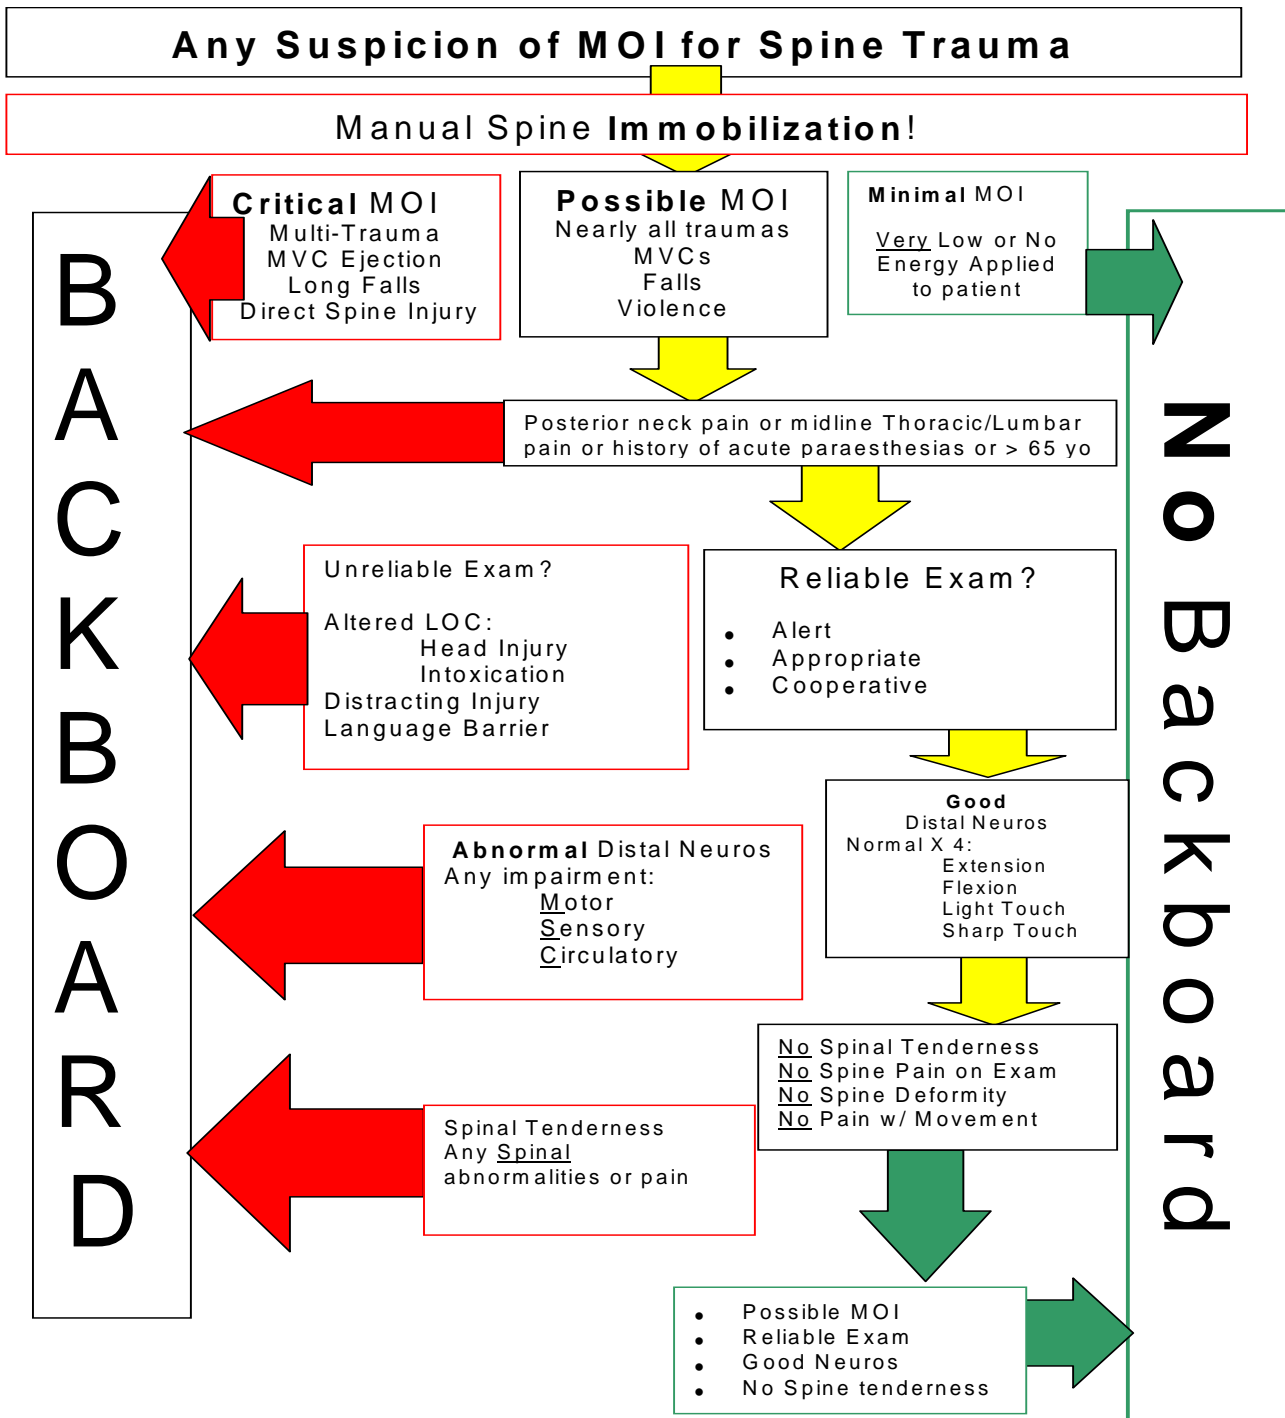 Any Suspicion of MOI for Spine Trauma
Manual Spine Immobilization!
Critical MOI
Multi-Trauma
MVC Ejection
Long Falls
Direct Spine Injury
Possible MOI
Nearly all traumas
MVCs
Falls
Violence
Minimal MOI
Very Low or No
Energy Applied
to patient
BACKBOARD
No Backboard
Posterior neck pain or midline Thoracic/Lumbar
pain or history of acute paraesthesias or > 65 yo
Unreliable Exam?
Altered LOC:
Head Injury
Intoxication
Distracting Injury
Language Barrier
Reliable Exam?
• Alert
• Appropriate
• Cooperative
Good
Distal Neuros
Normal X 4:
Extension
Flexion
Light Touch
Sharp Touch
Abnormal Distal Neuros
Any impairment:
Motor
Sensory
Circulatory
No Spinal Tenderness
No Spine Pain on Exam
No Spine Deformity
No Pain w/ Movement
Spinal Tenderness
Any Spinal
abnormalities or pain
• Possible MOI
• Reliable Exam
• Good Neuros
• No Spine tenderness